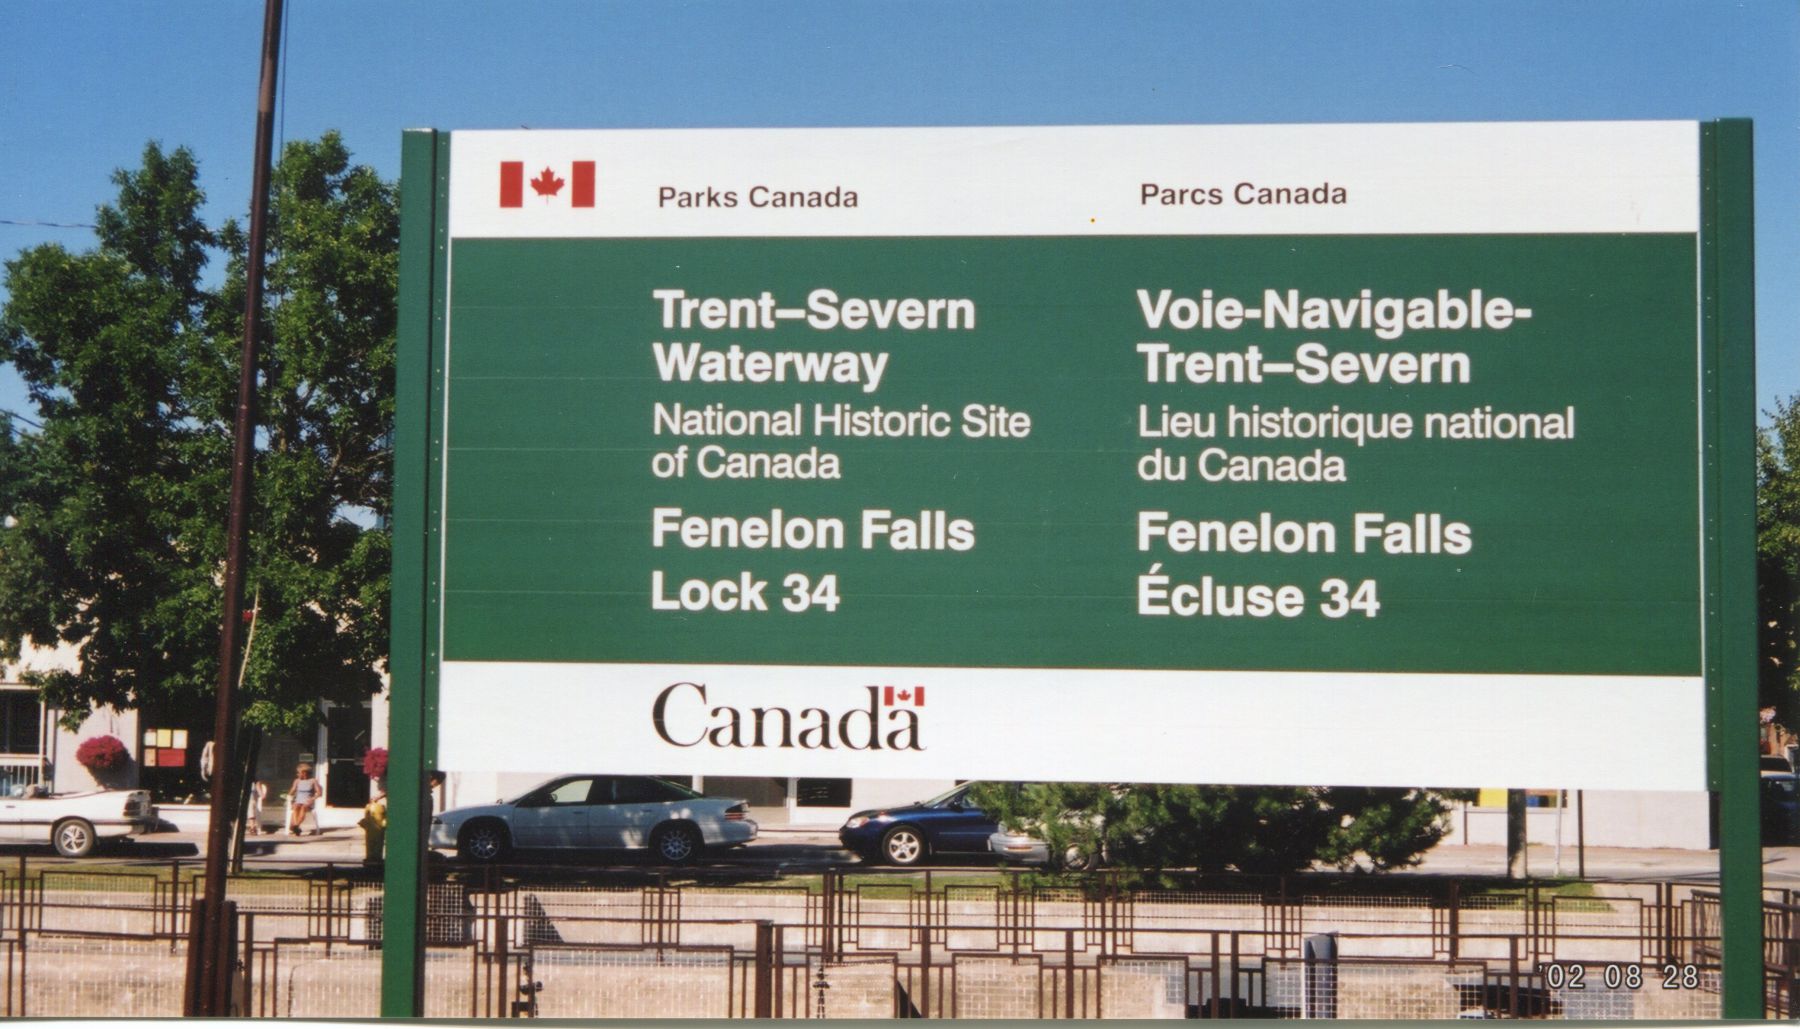 Parks Canada
Parcs Canada
Trent–Severn
Waterway
National Historic Site
of Canada
Fenelon Falls
Lock 34
Voie-Navigable-
Trent–Severn
Lieu historique national
du Canada
Fenelon Falls
Écluse 34
Canada
'02 08 28